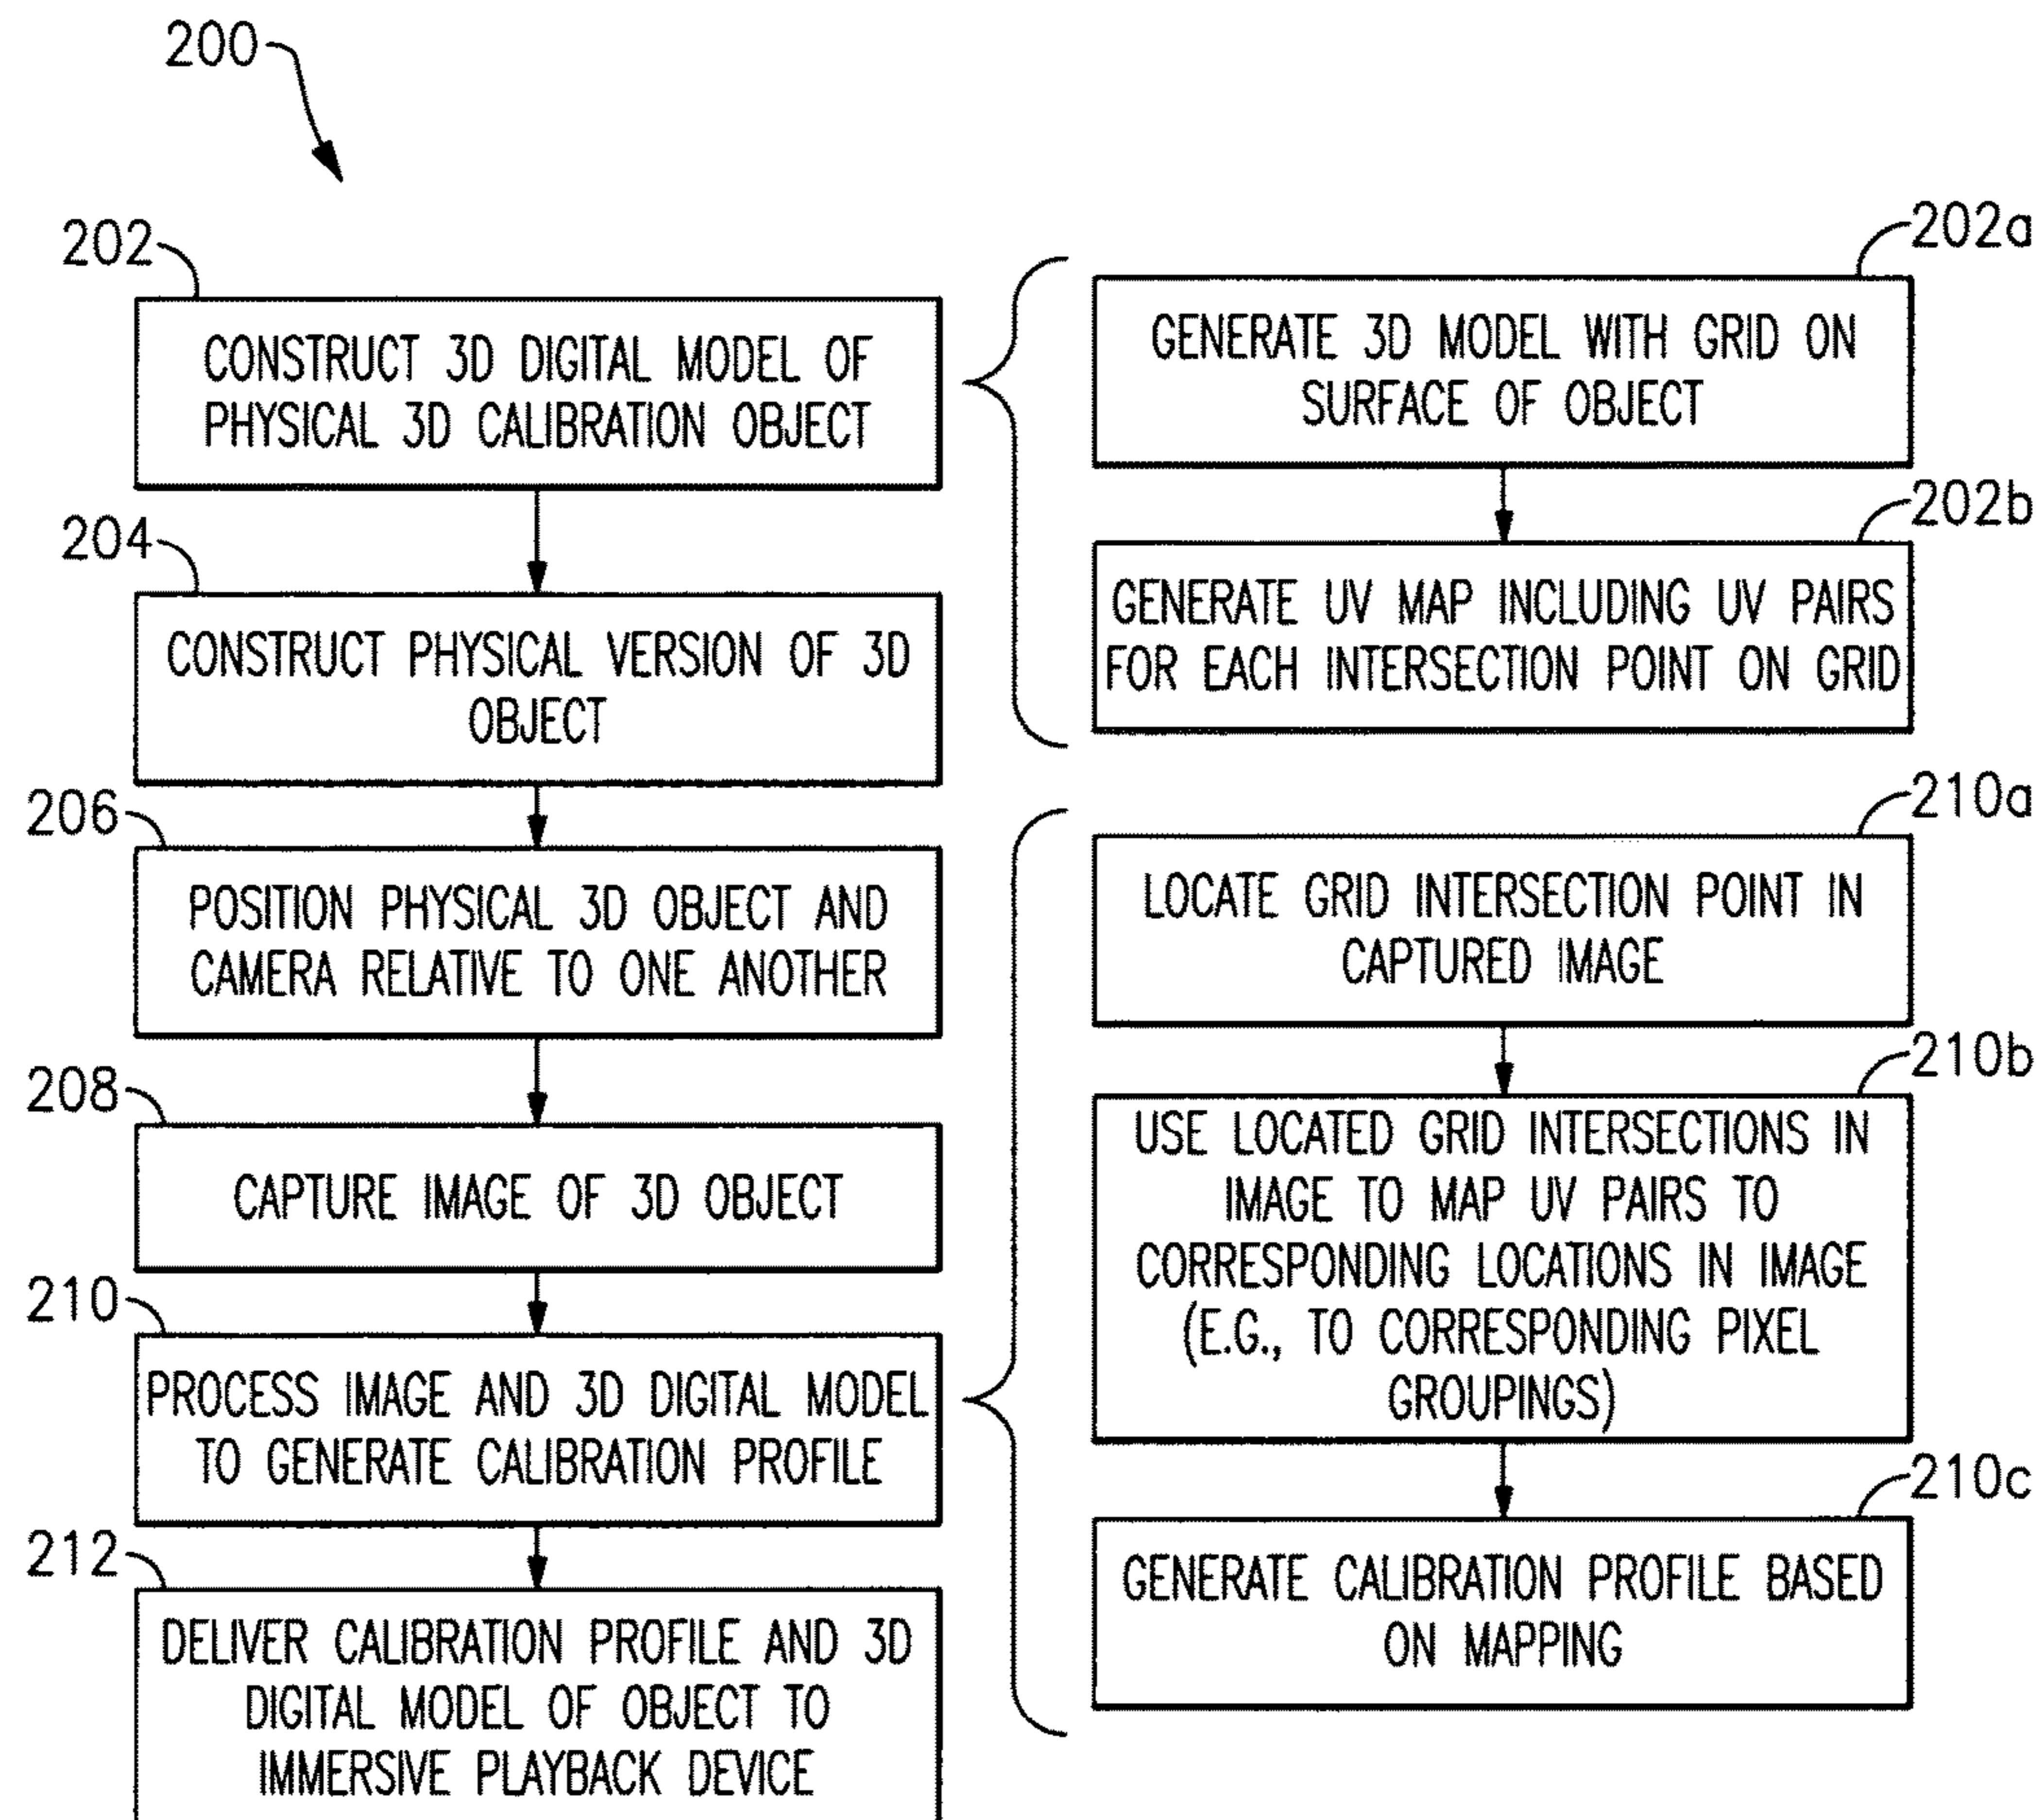 200
202
CONSTRUCT 3D DIGITAL MODEL OF
PHYSICAL 3D CALIBRATION OBJECT
204
CONSTRUCT PHYSICAL VERSION OF 3D
OBJECT
206
POSITION PHYSICAL 3D OBJECT AND
CAMERA RELATIVE TO ONE ANOTHER
208
CAPTURE IMAGE OF 3D OBJECT
210
PROCESS IMAGE AND 3D DIGITAL MODEL
TO GENERATE CALIBRATION PROFILE
212
DELIVER CALIBRATION PROFILE AND 3D
DIGITAL MODEL OF OBJECT TO
IMMERSIVE PLAYBACK DEVICE
202a
GENERATE 3D MODEL WITH GRID ON
SURFACE OF OBJECT
202b
GENERATE UV MAP INCLUDING UV PAIRS
FOR EACH INTERSECTION POINT ON GRID
210a
LOCATE GRID INTERSECTION POINT IN
CAPTURED IMAGE
210b
USE LOCATED GRID INTERSECTIONS IN
IMAGE TO MAP UV PAIRS TO
CORRESPONDING LOCATIONS IN IMAGE
(E.G., TO CORRESPONDING PIXEL
GROUPINGS)
210c
GENERATE CALIBRATION PROFILE BASED
ON MAPPING